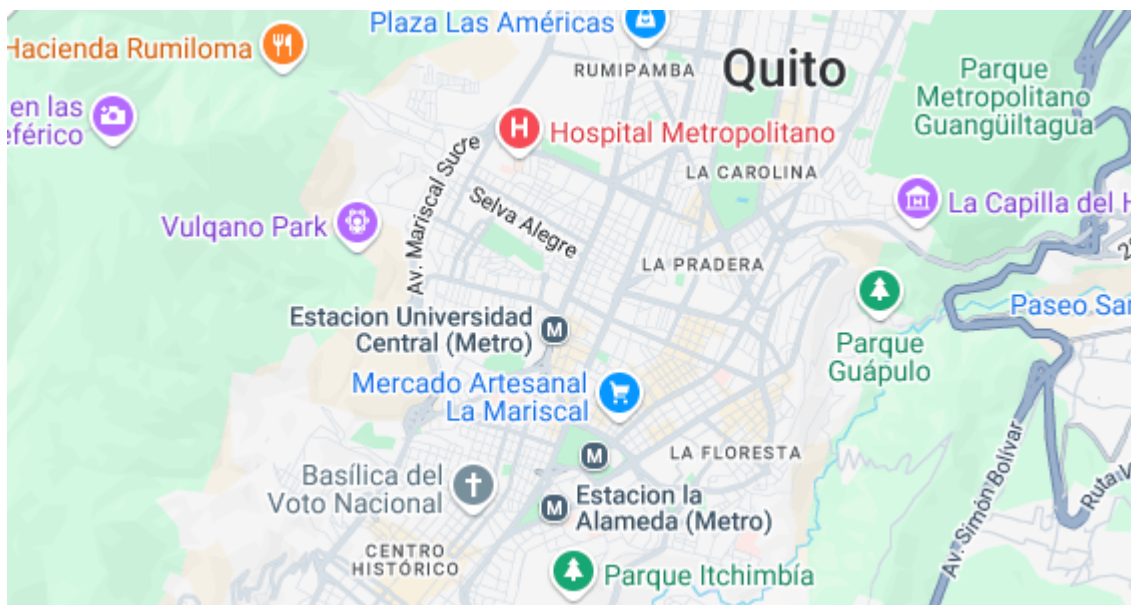 Plaza Las Américas
Hacienda Rumiloma
RUMIPAMBA
Quito
Parque
Metropolitano
Guangüiltagua
en las
eférico
Hospital Metropolitano
LA CAROLINA
Av. Mariscal Sucre
Selva Alegre
La Capilla del H
Vulqano Park
LA PRADERA
Estacion Universidad
Central (Metro)
Paseo Sa
Parque
Guápulo
Mercado Artesanal
La Mariscal
LA FLORESTA
Basílica del
Voto Nacional
Estacion la
Alameda (Metro)
Av. Simón Bolívar
Ruta V
CENTRO
HISTÓRICO
Parque Itchimbía